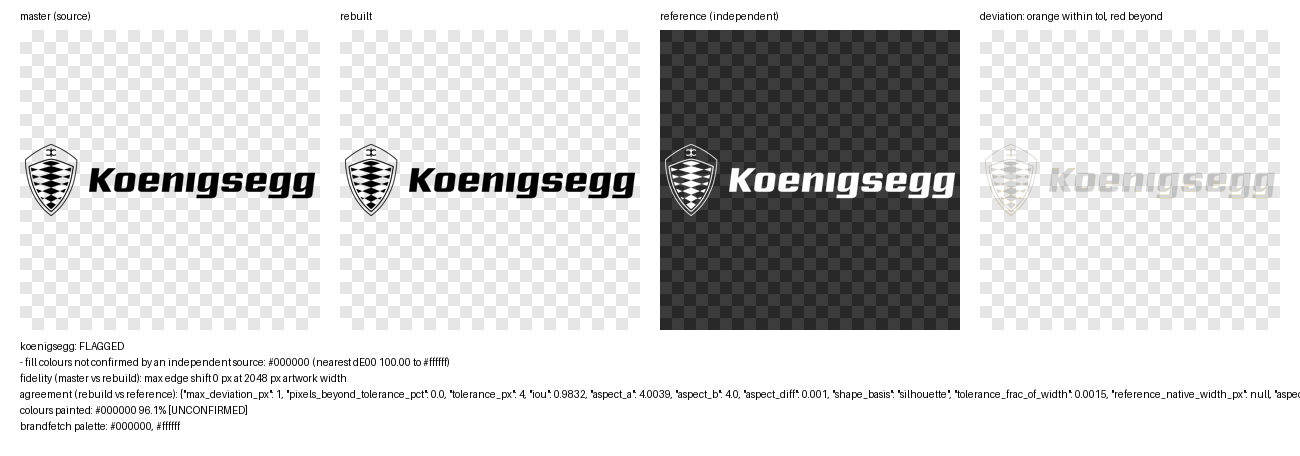 master (source) rebuilt reference (independent) deviation: orange within tol, red beyond
Koenigsegg Koenigsegg Koenigsegg Koenigsegg
koenigsegg: FLAGGED
- fill colours not confirmed by an independent source: #000000 (nearest dE00 100.00 to #ffffff)
fidelity (master vs rebuild): max edge shift 0 px at 2048 px artwork width
agreement (rebuild vs reference): {"max_deviation_px": 1, "pixels_beyond_tolerance_pct": 0.0, "tolerance_px": 4, "iou": 0.9832, "aspect_a": 4.0039, "aspect_b": 4.0, "aspect_diff": 0.001, "shape_basis": "silhouette", "tolerance_frac_of_width": 0.0015, "reference_native_width_px": null, "aspec
colours painted: #000000 96.1% [UNCONFIRMED]
brandfetch palette: #000000, #ffffff